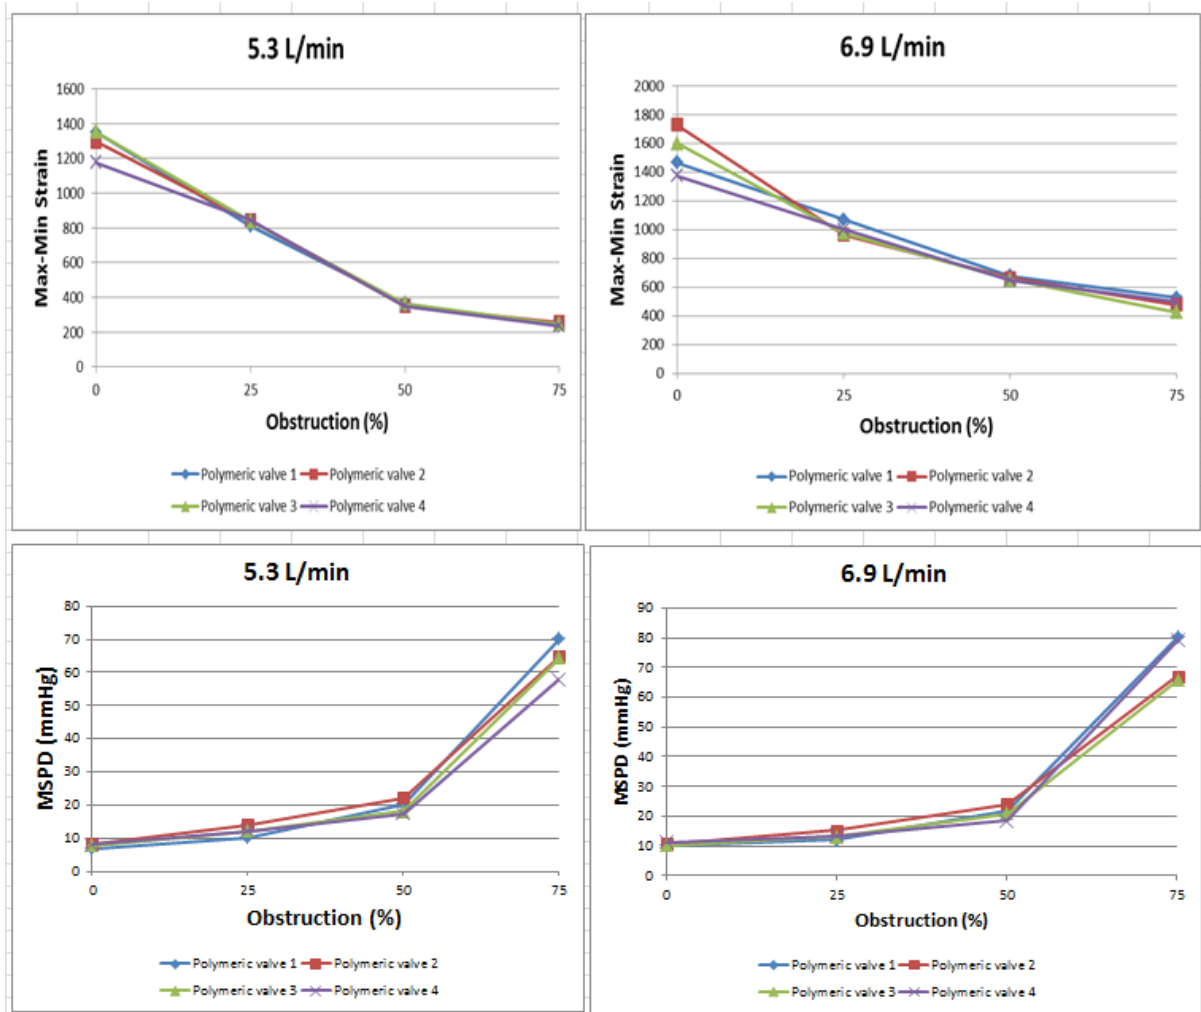 5.3 L/min
Max-Min Strain
1600
1400
1200
1000
800
600
400
200
0
0 25 50 75
Obstruction (%)
Polymeric valve 1 Polymeric valve 2
Polymeric valve 3 Polymeric valve 4
6.9 L/min
Max-Min Strain
2000
1800
1600
1400
1200
1000
800
600
400
200
0
0 25 50 75
Obstruction (%)
Polymeric valve 1 Polymeric valve 2
Polymeric valve 3 Polymeric valve 4
5.3 L/min
MSPD (mmHg)
80
70
60
50
40
30
20
10
0
0 25 50 75
Obstruction (%)
Polymeric valve 1 Polymeric valve 2
Polymeric valve 3 Polymeric valve 4
6.9 L/min
MSPD (mmHg)
90
80
70
60
50
40
30
20
10
0
0 25 50 75
Obstruction (%)
Polymeric valve 1 Polymeric valve 2
Polymeric valve 3 Polymeric valve 4